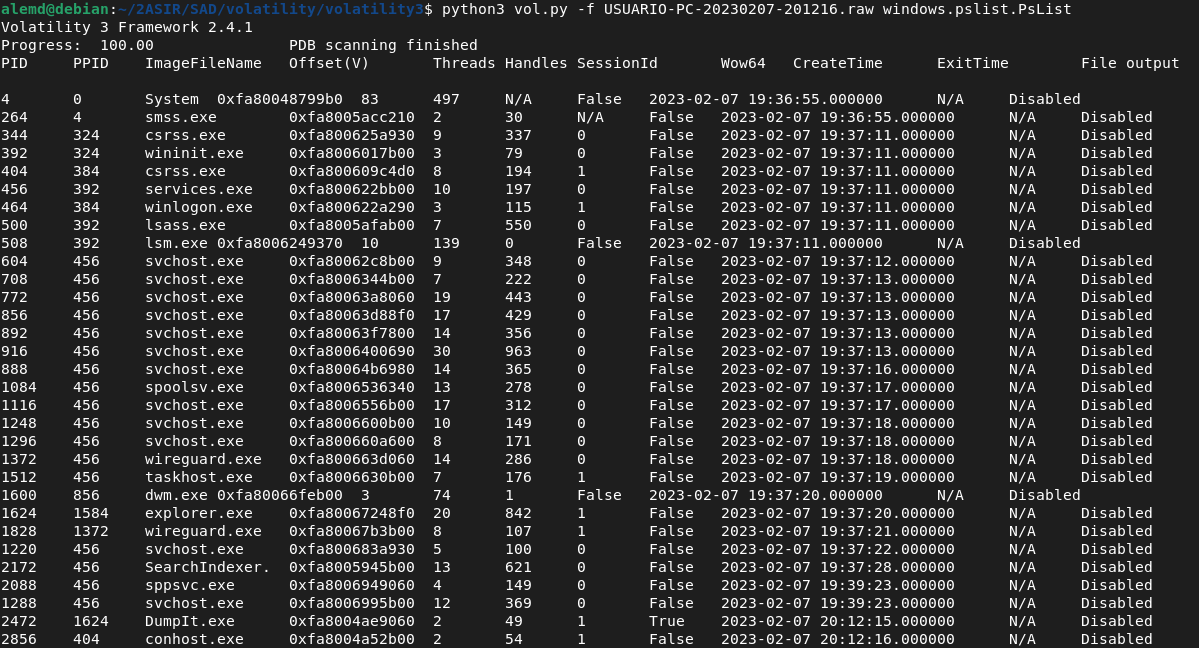 alemd@debian:~/2ASIR/SAD/volatility/volatility3$ python3 vol.py -f USUARIO-PC-20230207-201216.raw windows.pslist.PsList
Volatility 3 Framework 2.4.1
Progress:  100.00               PDB scanning finished
PID     PPID    ImageFileName   Offset(V)       Threads Handles SessionId       Wow64   CreateTime      ExitTime        File output

4       0       System  0xfa80048799b0  83      497     N/A     False   2023-02-07 19:36:55.000000      N/A     Disabled
264     4       smss.exe        0xfa8005acc210  2       30      N/A     False   2023-02-07 19:36:55.000000      N/A     Disabled
344     324     csrss.exe       0xfa800625a930  9       337     0       False   2023-02-07 19:37:11.000000      N/A     Disabled
392     324     wininit.exe     0xfa8006017b00  3       79      0       False   2023-02-07 19:37:11.000000      N/A     Disabled
404     384     csrss.exe       0xfa800609c4d0  8       194     1       False   2023-02-07 19:37:11.000000      N/A     Disabled
456     392     services.exe    0xfa800622bb00  10      197     0       False   2023-02-07 19:37:11.000000      N/A     Disabled
464     384     winlogon.exe    0xfa800622a290  3       115     1       False   2023-02-07 19:37:11.000000      N/A     Disabled
500     392     lsass.exe       0xfa8005afab00  7       550     0       False   2023-02-07 19:37:11.000000      N/A     Disabled
508     392     lsm.exe 0xfa8006249370  10      139     0       False   2023-02-07 19:37:11.000000      N/A     Disabled
604     456     svchost.exe     0xfa80062c8b00  9       348     0       False   2023-02-07 19:37:12.000000      N/A     Disabled
708     456     svchost.exe     0xfa8006344b00  7       222     0       False   2023-02-07 19:37:13.000000      N/A     Disabled
772     456     svchost.exe     0xfa80063a8060  19      443     0       False   2023-02-07 19:37:13.000000      N/A     Disabled
856     456     svchost.exe     0xfa80063d88f0  17      429     0       False   2023-02-07 19:37:13.000000      N/A     Disabled
892     456     svchost.exe     0xfa80063f7800  14      356     0       False   2023-02-07 19:37:13.000000      N/A     Disabled
916     456     svchost.exe     0xfa8006400690  30      963     0       False   2023-02-07 19:37:13.000000      N/A     Disabled
888     456     svchost.exe     0xfa80064b6980  14      365     0       False   2023-02-07 19:37:16.000000      N/A     Disabled
1084    456     spoolsv.exe     0xfa8006536340  13      278     0       False   2023-02-07 19:37:17.000000      N/A     Disabled
1116    456     svchost.exe     0xfa8006556b00  17      312     0       False   2023-02-07 19:37:17.000000      N/A     Disabled
1248    456     svchost.exe     0xfa8006600b00  10      149     0       False   2023-02-07 19:37:18.000000      N/A     Disabled
1296    456     svchost.exe     0xfa800660a600  8       171     0       False   2023-02-07 19:37:18.000000      N/A     Disabled
1372    456     wireguard.exe   0xfa800663d060  14      286     0       False   2023-02-07 19:37:18.000000      N/A     Disabled
1512    456     taskhost.exe    0xfa8006630b00  7       176     1       False   2023-02-07 19:37:19.000000      N/A     Disabled
1600    856     dwm.exe 0xfa80066feb00  3       74      1       False   2023-02-07 19:37:20.000000      N/A     Disabled
1624    1584    explorer.exe    0xfa80067248f0  20      842     1       False   2023-02-07 19:37:20.000000      N/A     Disabled
1828    1372    wireguard.exe   0xfa80067b3b00  8       107     1       False   2023-02-07 19:37:21.000000      N/A     Disabled
1220    456     svchost.exe     0xfa800683a930  5       100     0       False   2023-02-07 19:37:22.000000      N/A     Disabled
2172    456     SearchIndexer.  0xfa8005945b00  13      621     0       False   2023-02-07 19:37:28.000000      N/A     Disabled
2088    456     sppsvc.exe      0xfa8006949060  4       149     0       False   2023-02-07 19:39:23.000000      N/A     Disabled
1288    456     svchost.exe     0xfa8006995b00  12      369     0       False   2023-02-07 19:39:23.000000      N/A     Disabled
2472    1624    DumpIt.exe      0xfa8004ae9060  2       49      1       True    2023-02-07 20:12:15.000000      N/A     Disabled
2856    404     conhost.exe     0xfa8004a52b00  2       54      1       False   2023-02-07 20:12:16.000000      N/A     Disabled